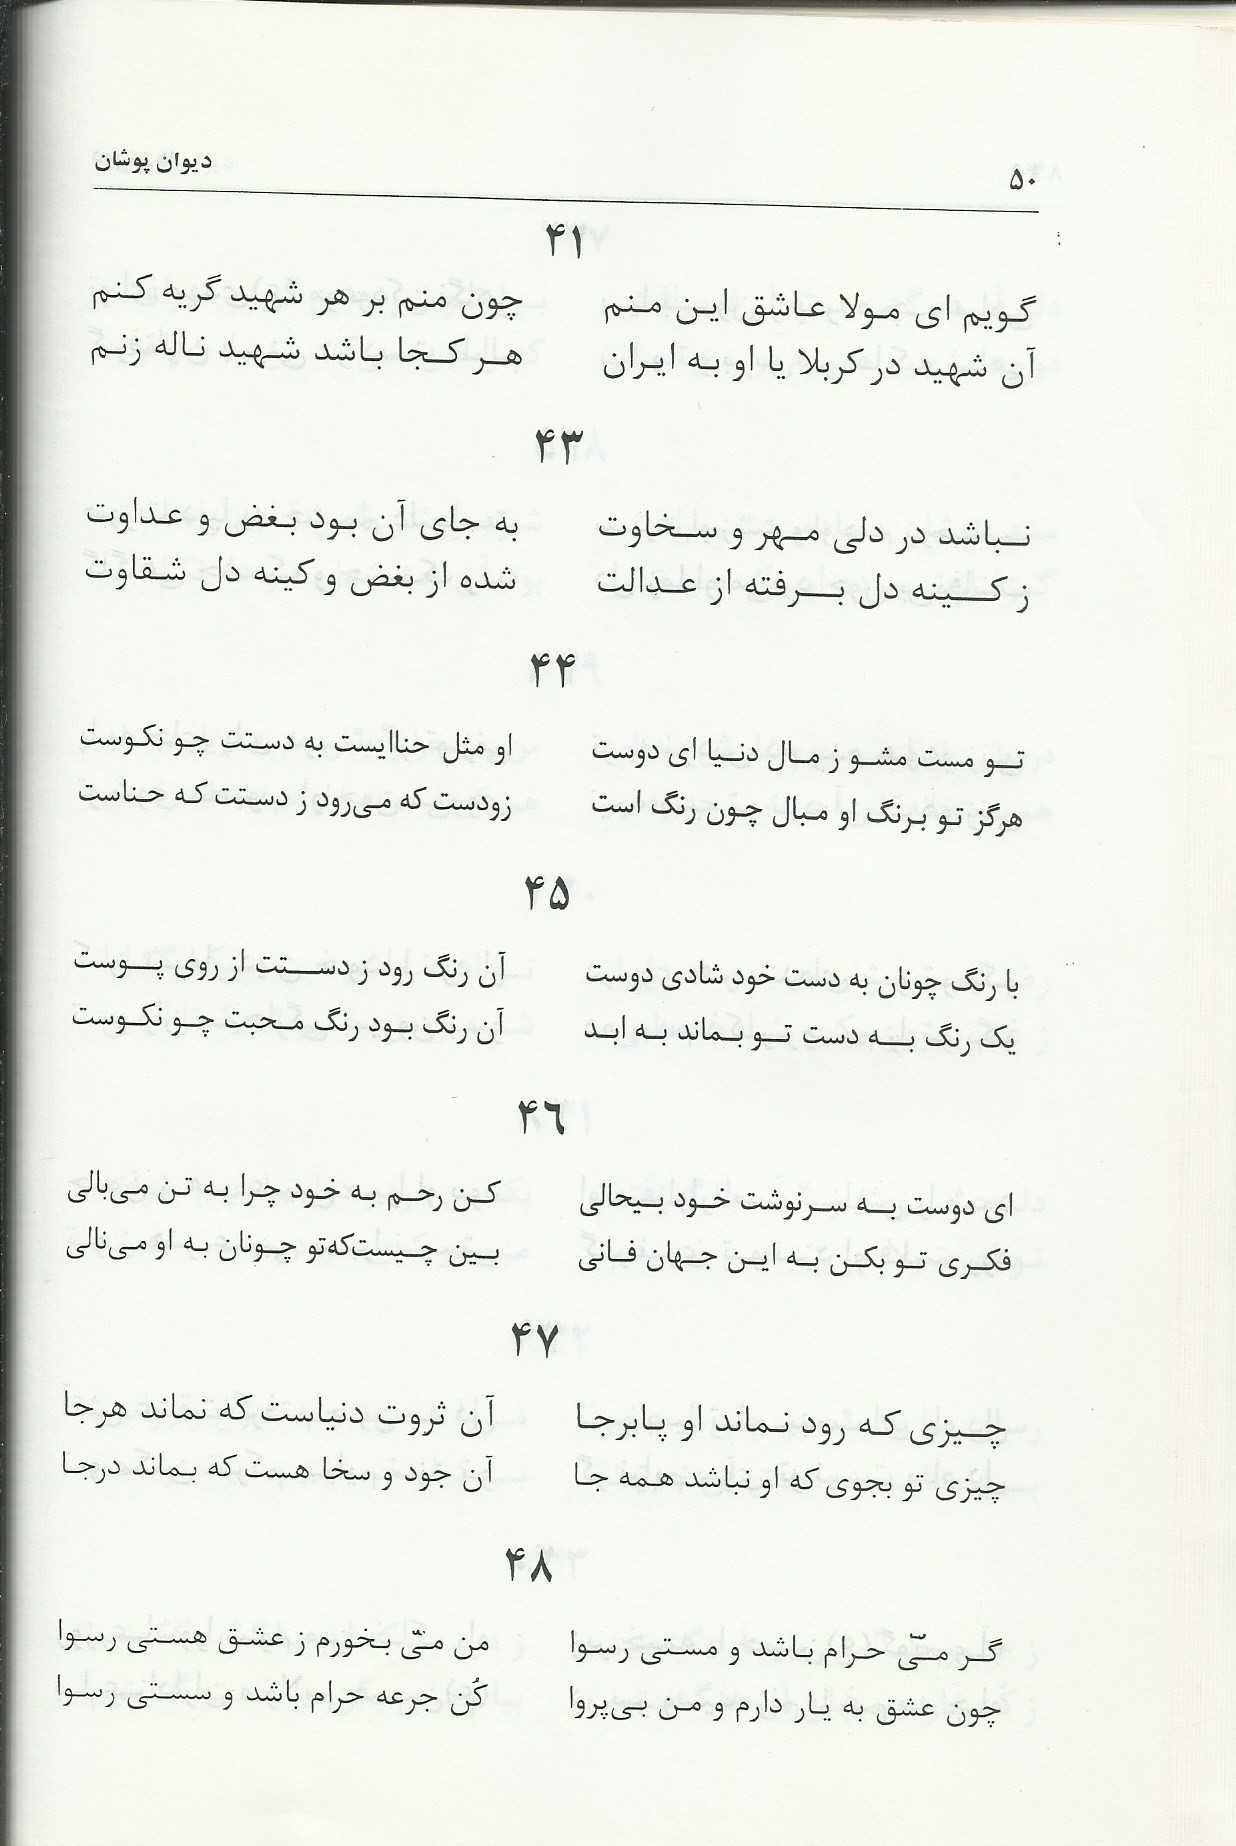 ۵۰ دیوان پوشان
۴۱
گویم ای مولا عاشق این منم چون منم بر هر شهید گریه کنم
آن شهید در کربلا یا او به ایران هر کجا باشد شهید ناله زنم
۴۳
نباشد در دلی مهر و سخاوت به جای آن بود بغض و عداوت
ز کینه دل برفته از عدالت شده از بغض و کینه دل شقاوت
۴۴
تو مست مشو ز مال دنیا ای دوست او مثل حناایست به دستت چو نکوست
هرگز تو برنگ او مبال چون رنگ است زودست که می‌رود ز دستت که حناست
۴۵
با رنگ چونان به دست خود شادی دوست آن رنگ رود ز دستت از روی پوست
یک رنگ به دست تو بماند به ابد آن رنگ بود رنگ محبت چو نکوست
۴۶
ای دوست به سرنوشت خود بیحالی کن رحم به خود چرا به تن می‌بالی
فکری تو بکن به این جهان فانی بین چیست‌که‌تو چونان به او می‌نالی
۴۷
چیزی که رود نماند او پابرجا آن ثروت دنیاست که نماند هرجا
چیزی تو بجوی که او نباشد همه جا آن جود و سخا هست که بماند درجا
۴۸
گر میّ حرام باشد و مستی رسوا من میّ بخورم ز عشق هستی رسوا
چون عشق به یار دارم و من بی‌پروا کُن جرعه حرام باشد و سستی رسوا